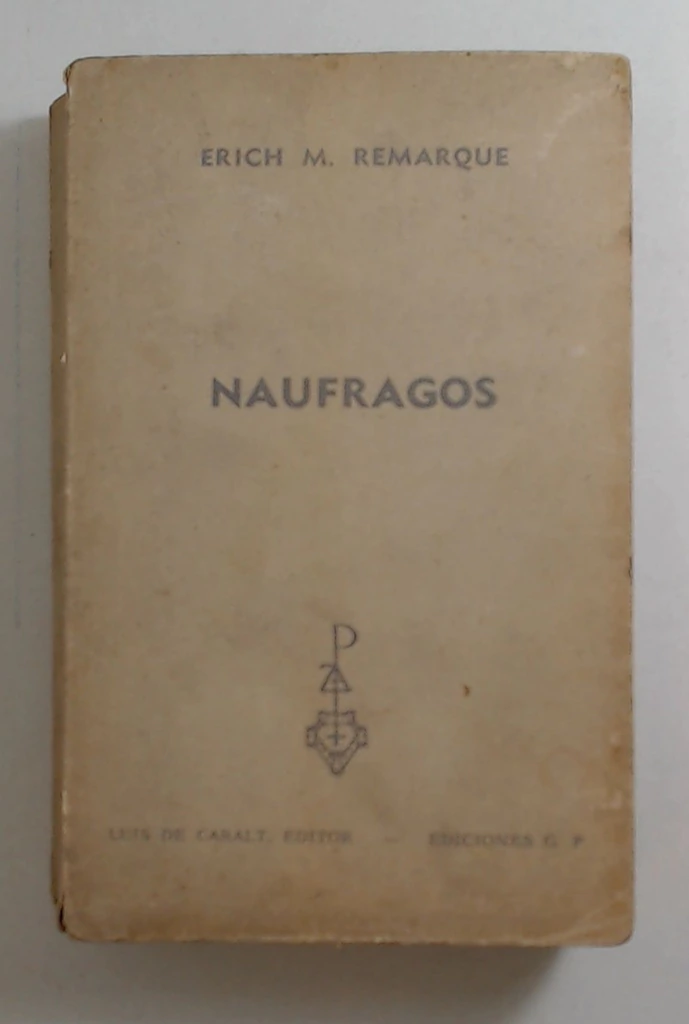 ERICH M. REMARQUE
NAUFRAGOS
P
LUIS DE CARALT, EDITOR — EDICIONES G. P